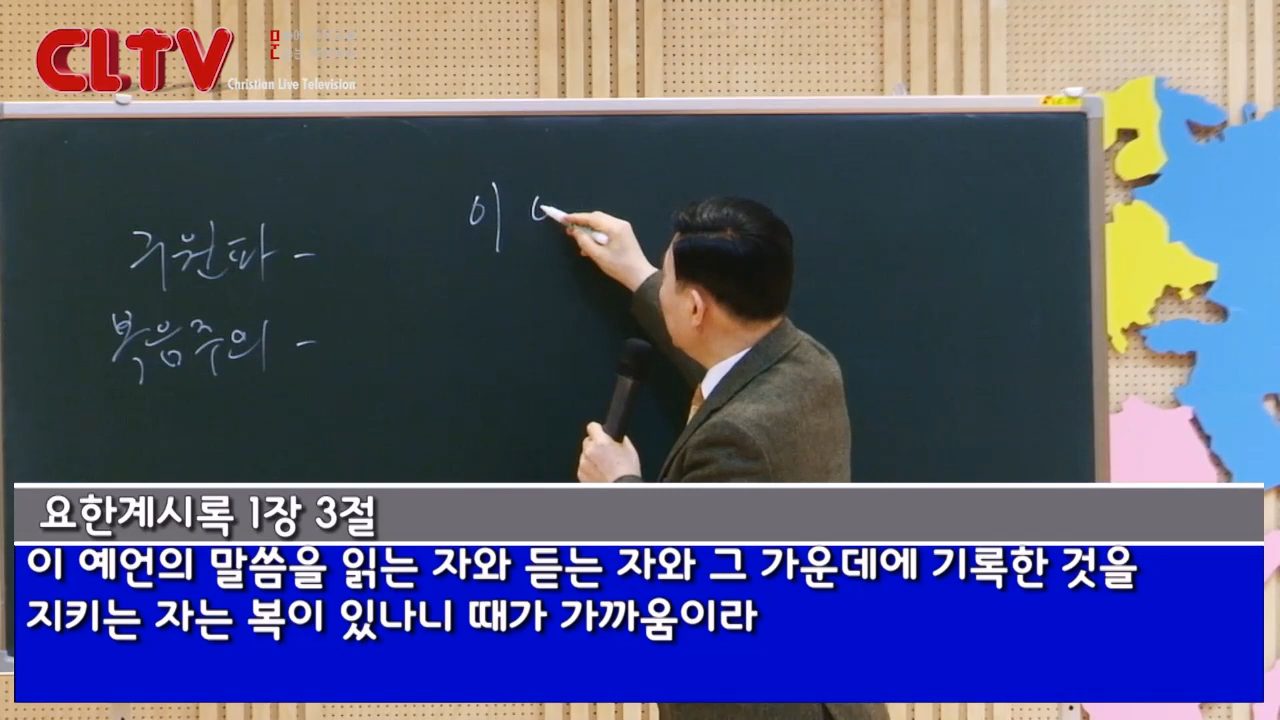 CLTV
문
Christian Live Television
이
구원파 -
복음주의 -
요한계시록 1장 3절
이 예언의 말씀을 읽는 자와 듣는 자와 그 가운데에 기록한 것을
지키는 자는 복이 있나니 때가 가까움이라